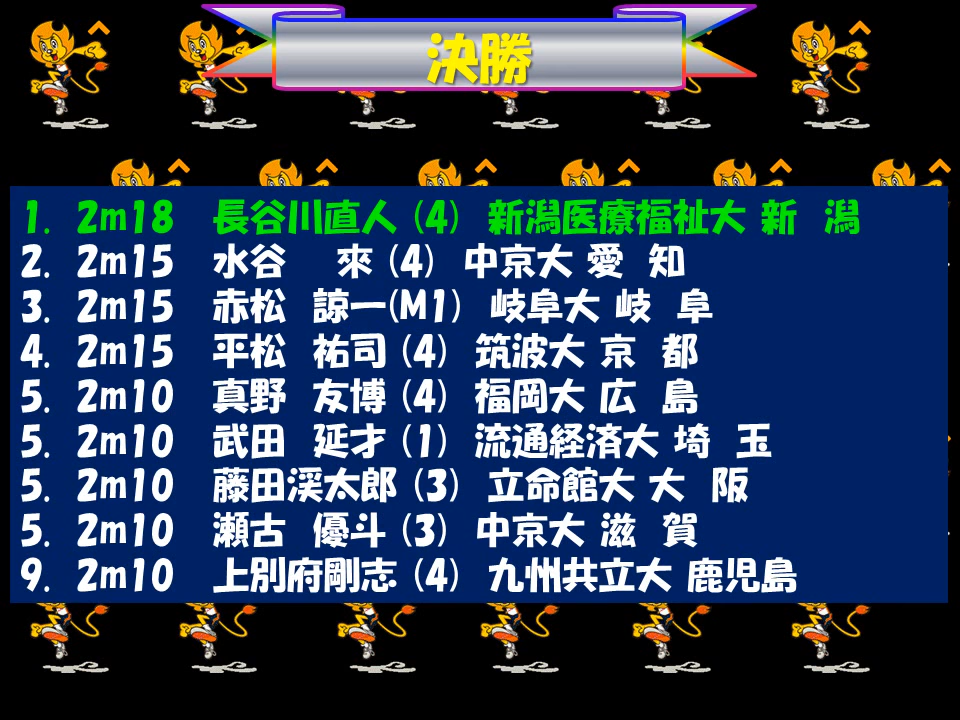 決勝
1. 2m18 長谷川直人 (4) 新潟医療福祉大 新 潟
2. 2m15 水谷 來 (4) 中京大 愛 知
3. 2m15 赤松 諒一(M1) 岐阜大 岐 阜
4. 2m15 平松 祐司 (4) 筑波大 京 都
5. 2m10 真野 友博 (4) 福岡大 広 島
5. 2m10 武田 延才 (1) 流通経済大 埼 玉
5. 2m10 藤田渓太郎 (3) 立命館大 大 阪
5. 2m10 瀬古 優斗 (3) 中京大 滋 賀
9. 2m10 上別府剛志 (4) 九州共立大 鹿児島